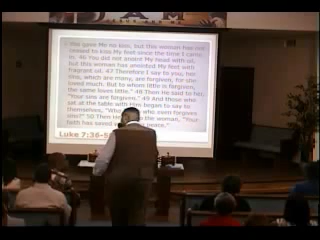 You gave Me no kiss, but this woman has not
ceased to kiss My feet since the time I came
in. 46 You did not anoint My head with oil,
but this woman has anointed My feet with
fragrant oil. 47 Therefore I say to you, her
sins, which are many, are forgiven, for she
loved much. But to whom little is forgiven,
the same loves little." 48 Then He said to her,
"Your sins are forgiven." 49 And those who
sat at the table with Him began to say to
themselves, "Who is who even forgives
sins?" 50 Then He to the woman, "Your
faith has saved peace."
Luke 7:36-5